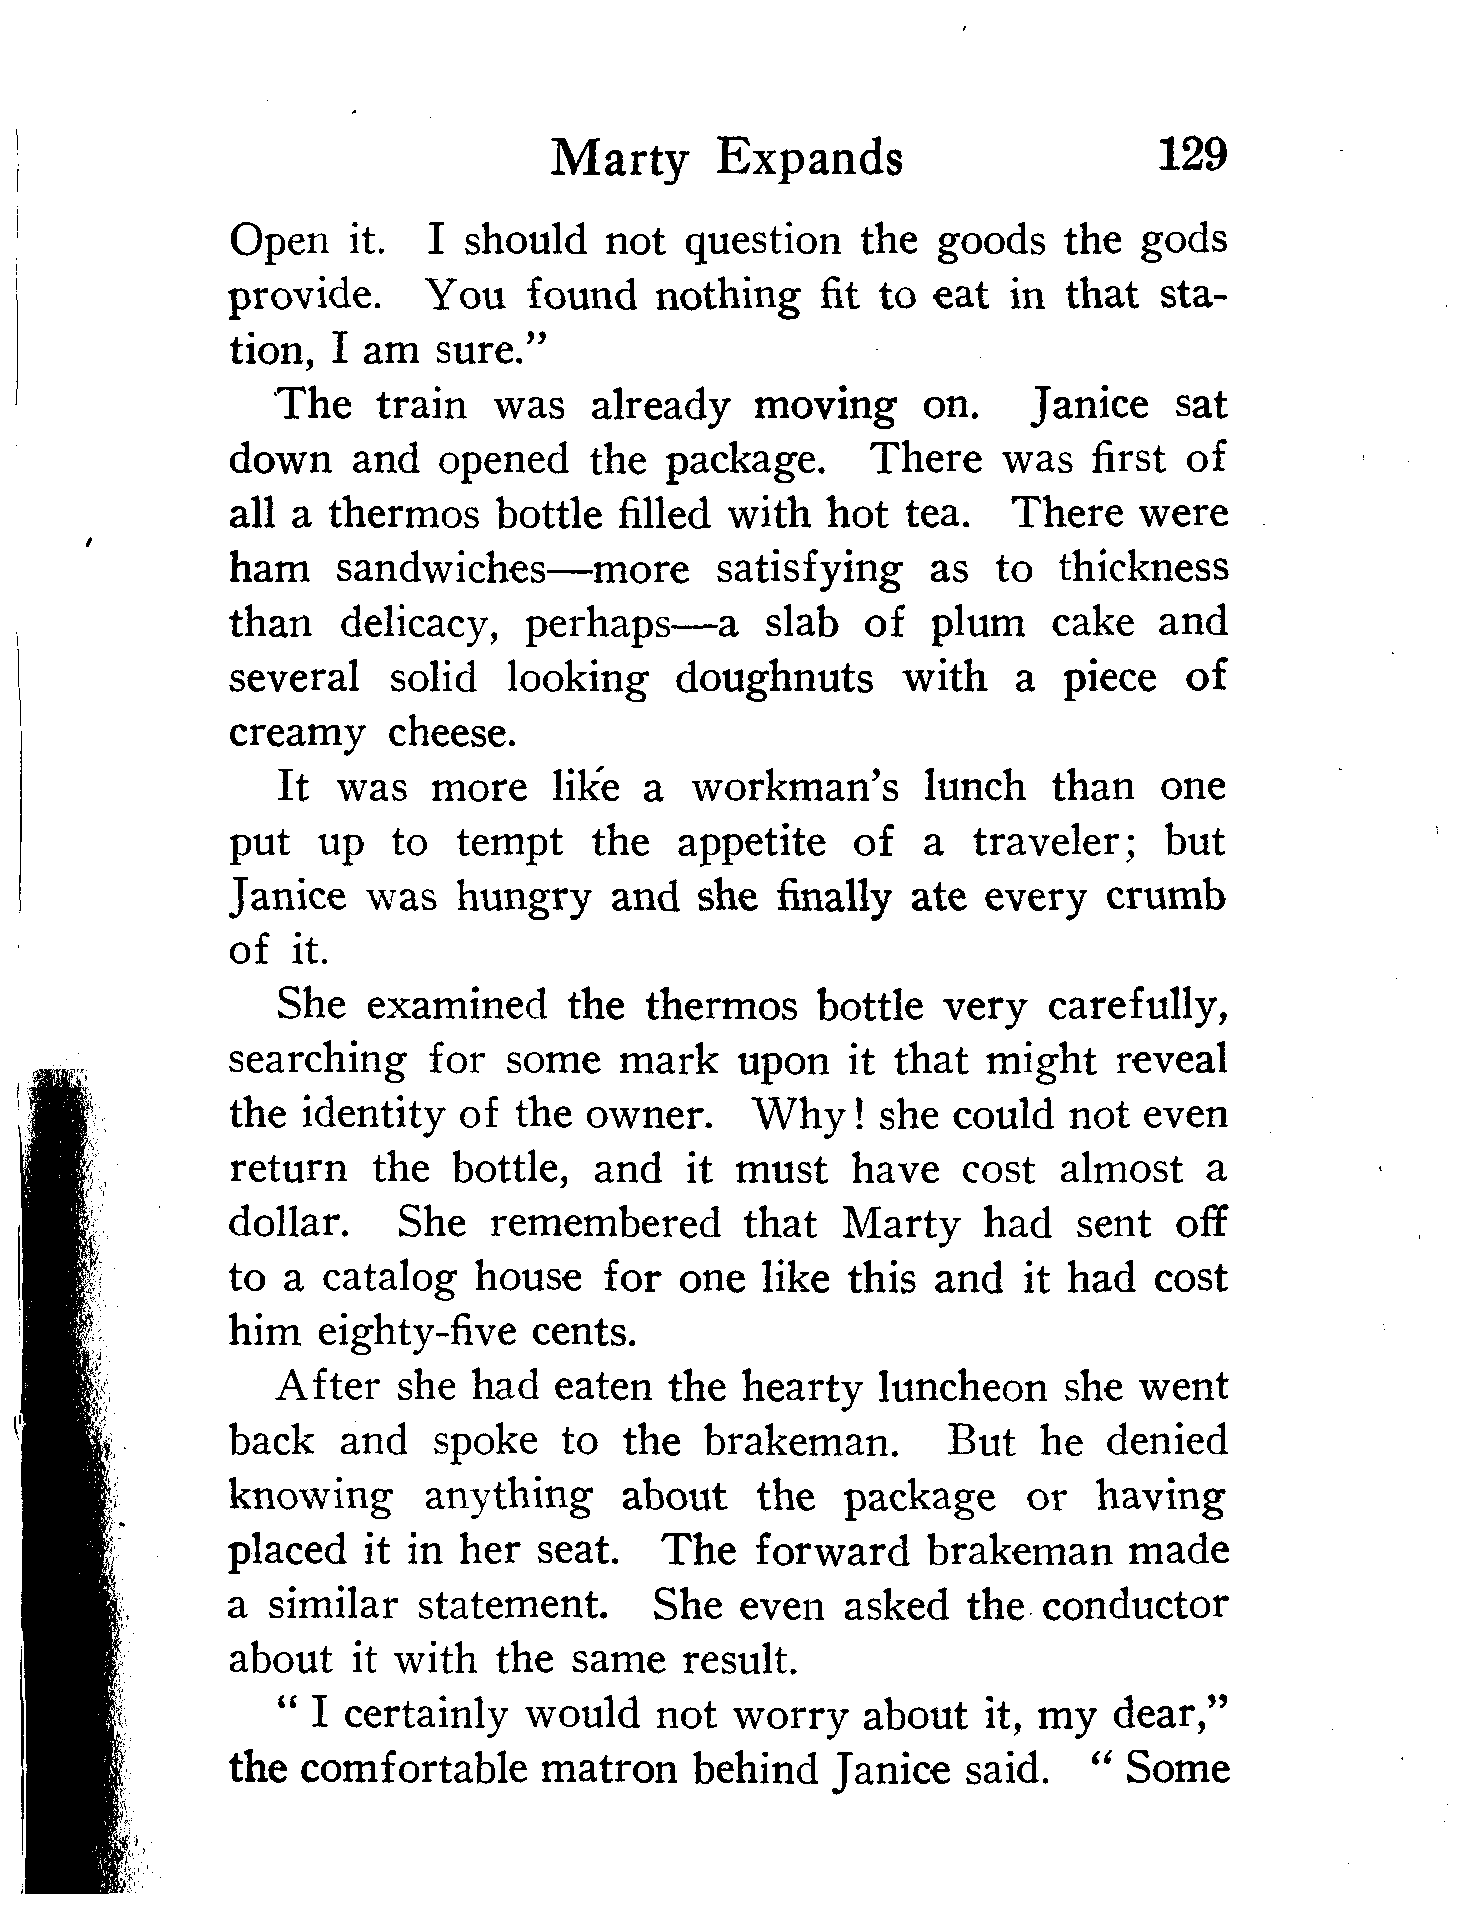 Marty Expands 129
Open it. I should not question the goods the gods
provide. You found nothing fit to eat in that sta-
tion, I am sure.”
The train was already moving on. Janice sat
down and opened the package. There was first of
all a thermos bottle filled with hot tea. There were
ham sandwiches—more satisfying as to thickness
than delicacy, perhaps—a slab of plum cake and
several solid looking doughnuts with a piece of
creamy cheese.
It was more like a workman’s lunch than one
put up to tempt the appetite of a traveler; but
Janice was hungry and she finally ate every crumb
of it.
She examined the thermos bottle very carefully,
searching for some mark upon it that might reveal
the identity of the owner. Why! she could not even
return the bottle, and it must have cost almost a
dollar. She remembered that Marty had sent off
to a catalog house for one like this and it had cost
him eighty-five cents.
After she had eaten the hearty luncheon she went
back and spoke to the brakeman. But he denied
knowing anything about the package or having
placed it in her seat. The forward brakeman made
a similar statement. She even asked the conductor
about it with the same result.
“ I certainly would not worry about it, my dear,”
the comfortable matron behind Janice said. “ Some